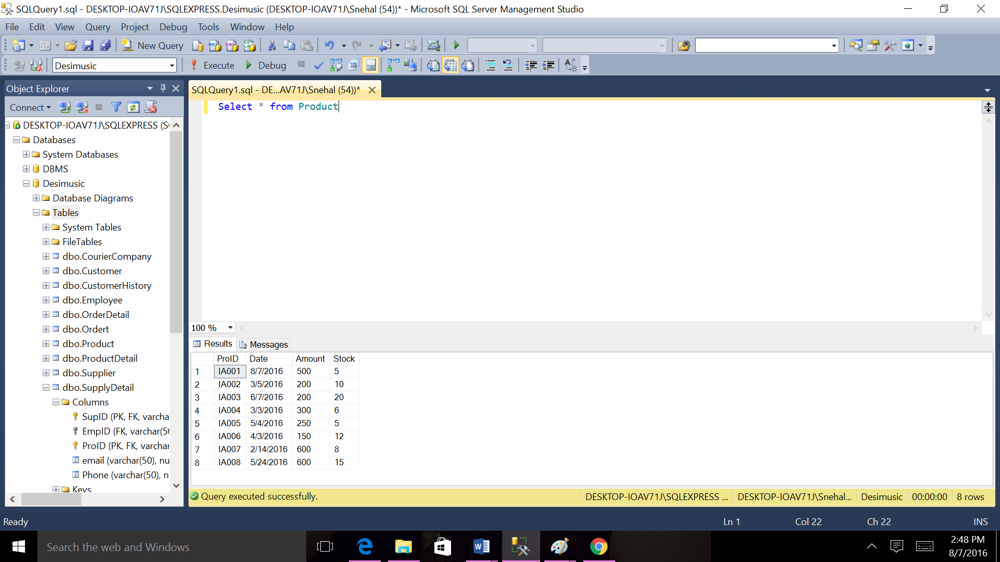 SQLQuery1.sql - DESKTOP-IOAV71J\SQLEXPRESS.Desimusic (DESKTOP-IOAV71J\Snehal (54))* - Microsoft SQL Server Management Studio
File Edit View Query Project Debug Tools Window Help
New Query
Desimusic Execute Debug
Object Explorer
Connect
DESKTOP-IOAV71J\SQLEXPRESS (S
Databases
System Databases
DBMS
Desimusic
Database Diagrams
Tables
System Tables
FileTables
dbo.CourierCompany
dbo.Customer
dbo.CustomerHistory
dbo.Employee
dbo.OrderDetail
dbo.Ordert
dbo.Product
dbo.ProductDetail
dbo.Supplier
dbo.SupplyDetail
Columns
SupID (PK, FK, varcha
EmpID (FK, varchar(50
ProID (PK, FK, varchar
email (varchar(50), nu
Phone (varchar(50), n
Keys
SQLQuery1.sql - DE...AV71J\Snehal (54))*
Select * from Product
100 %
Results Messages
ProID Date Amount Stock
1 IA001 8/7/2016 500 5
2 IA002 3/5/2016 200 10
3 IA003 6/7/2016 200 20
4 IA004 3/3/2016 300 6
5 IA005 5/4/2016 250 5
6 IA006 4/3/2016 150 12
7 IA007 2/14/2016 600 8
8 IA008 5/24/2016 600 15
Query executed successfully. DESKTOP-IOAV71J\SQLEXPRESS ... DESKTOP-IOAV71J\Snehal... Desimusic 00:00:00 8 rows
Ready Ln 1 Col 22 Ch 22 INS
Search the web and Windows
2:48 PM
8/7/2016